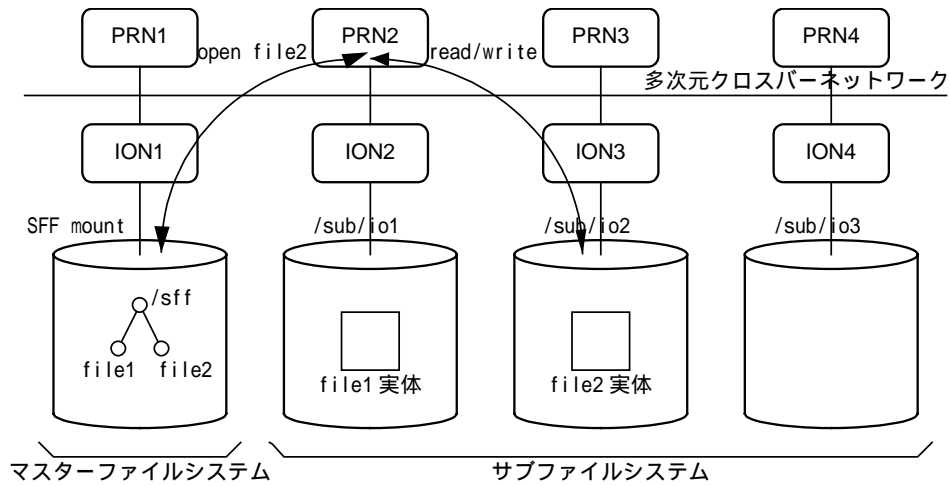 PRN1 PRN2 PRN3 PRN4
open file2 read/write
多次元クロスバーネットワーク
ION1 ION2 ION3 ION4
SFF mount /sub/io1 /sub/io2 /sub/io3
/sff
file1 file2
file1 実体 file2 実体
マスターファイルシステム サブファイルシステム